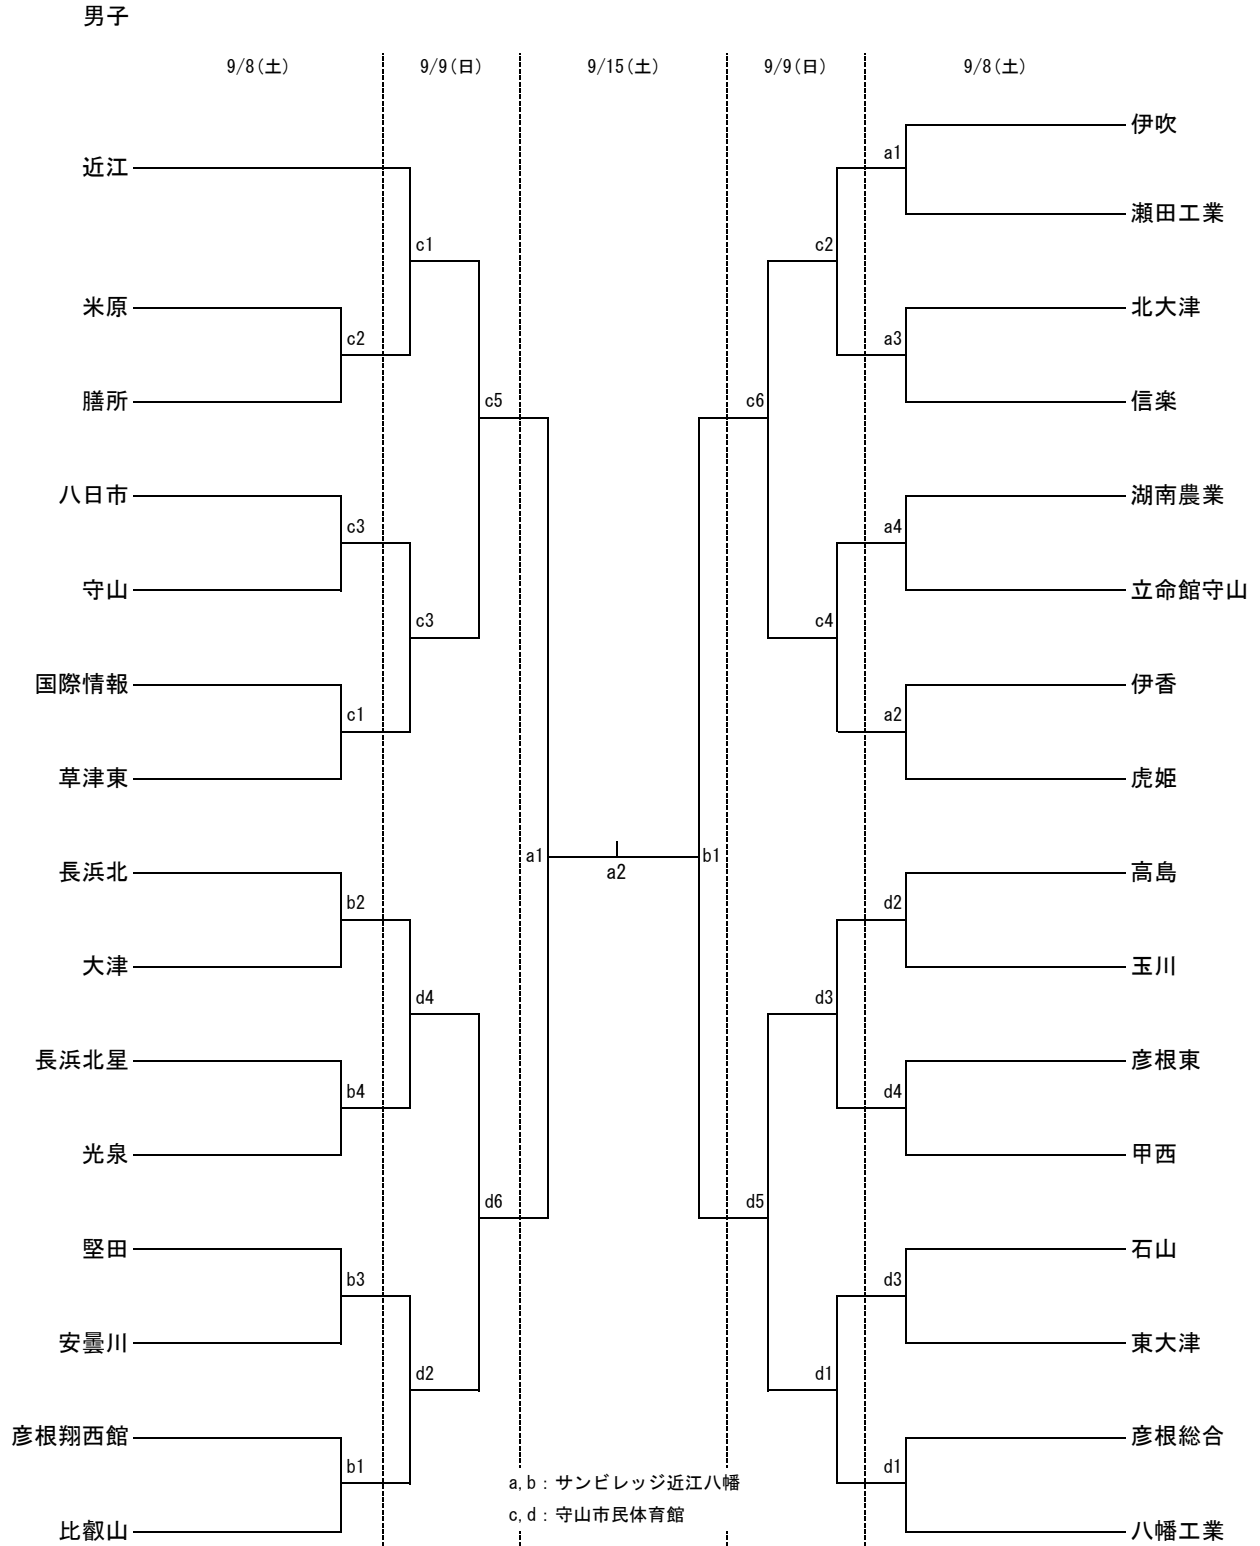 男子
9/8(土)
9/9(日)
9/15(土)
9/9(日)
9/8(土)
伊吹
a1
近江
瀬田工業
c1
c2
米原
北大津
c2
a3
膳所
信楽
c5
c6
八日市
湖南農業
c3
a4
守山
立命館守山
c3
c4
国際情報
伊香
c1
a2
草津東
虎姫
a1
b1
a2
長浜北
高島
b2
d2
大津
玉川
d4
d3
長浜北星
彦根東
b4
d4
光泉
甲西
d6
d5
堅田
石山
b3
d3
安曇川
東大津
d2
d1
彦根翔西館
彦根総合
b1
d1
a,b：サンビレッジ近江八幡
c,d：守山市民体育館
比叡山
八幡工業